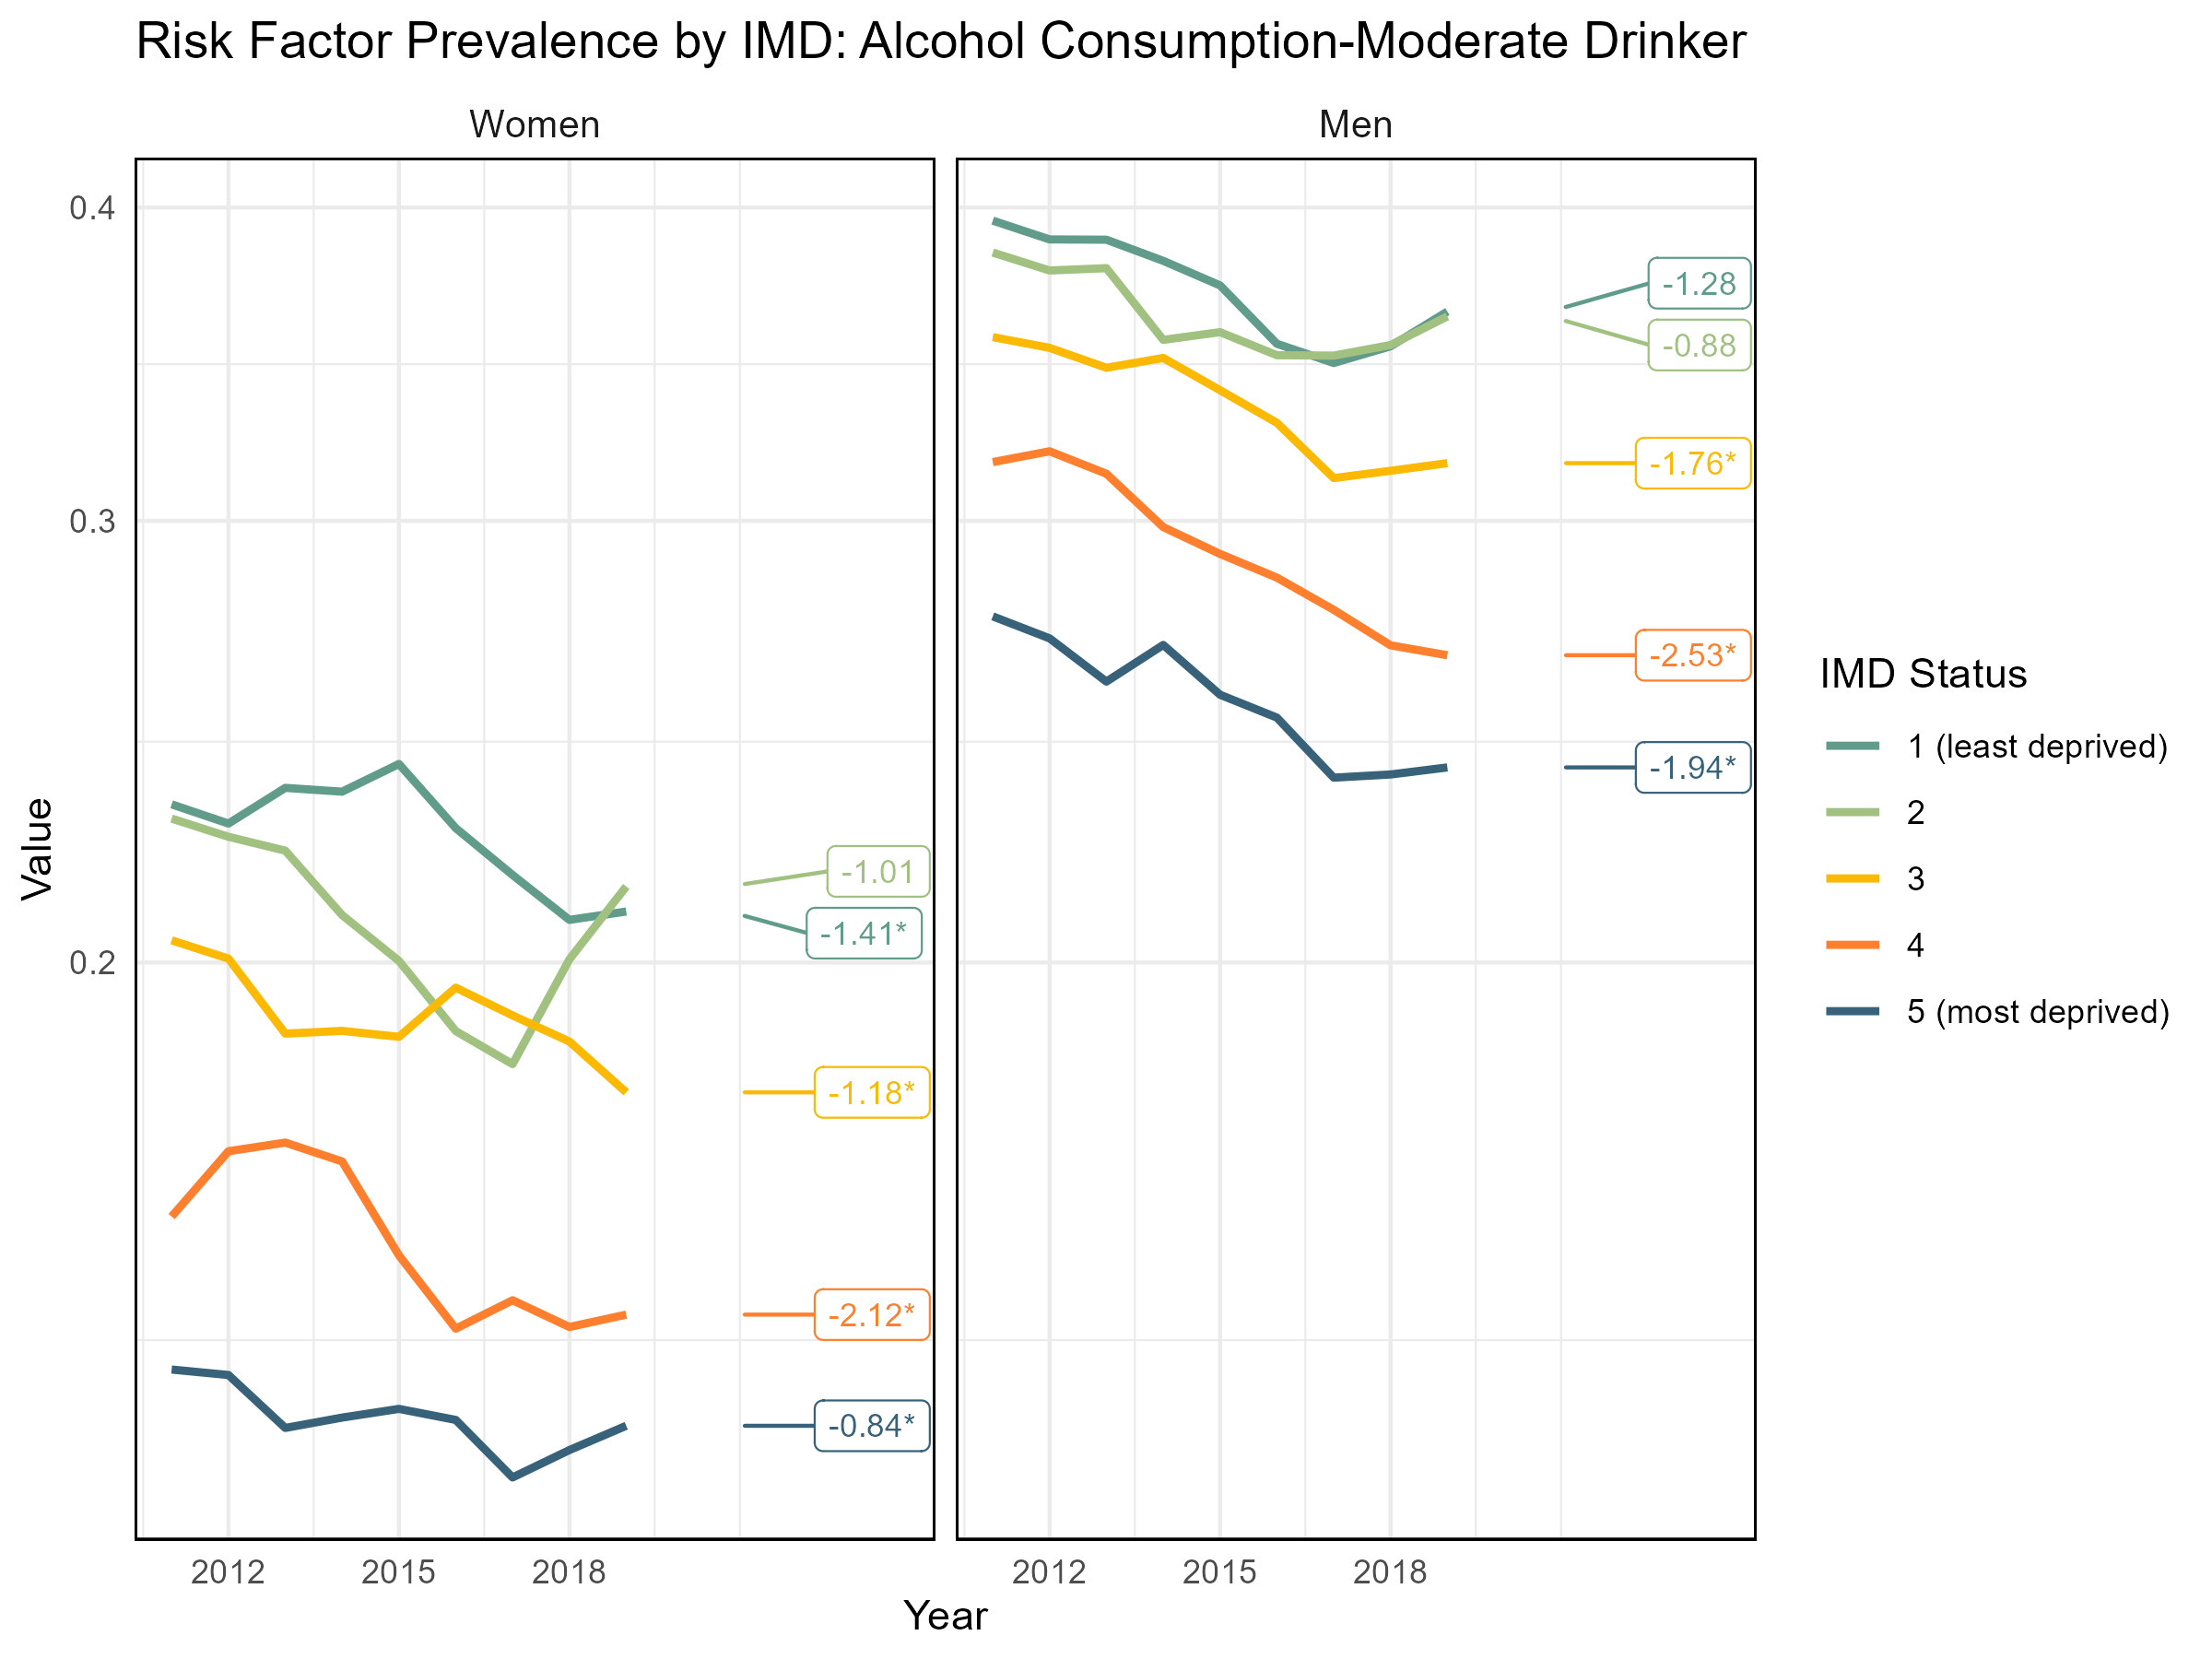 Risk Factor Prevalence by IMD: Alcohol Consumption-Moderate Drinker
Women
Men
0.4
0.3
0.2
Value
-1.01
-1.41*
-1.18*
-2.12*
-0.84*
-1.28
-0.88
-1.76*
-2.53*
-1.94*
2012
2015
2018
2012
2015
2018
Year
IMD Status
1 (least deprived)
2
3
4
5 (most deprived)